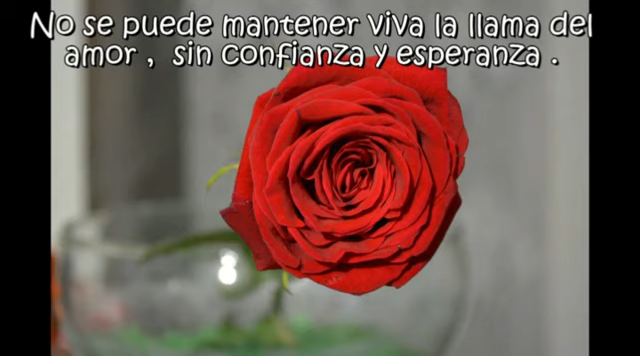 No se puede mantener viva la llama del
amor , sin confianza y esperanza .